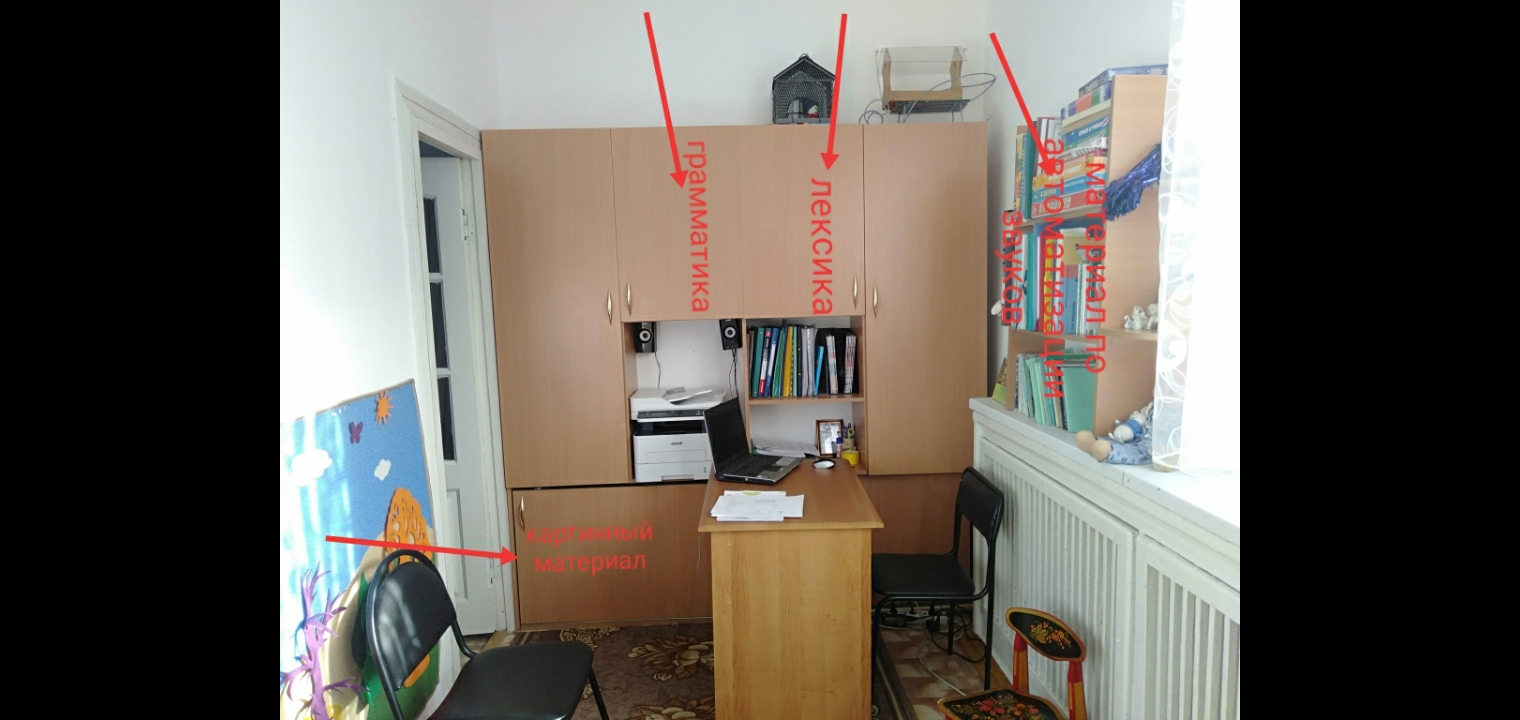 грамматика
лексика
материал по
автоматизации
звуков
картинный
материал